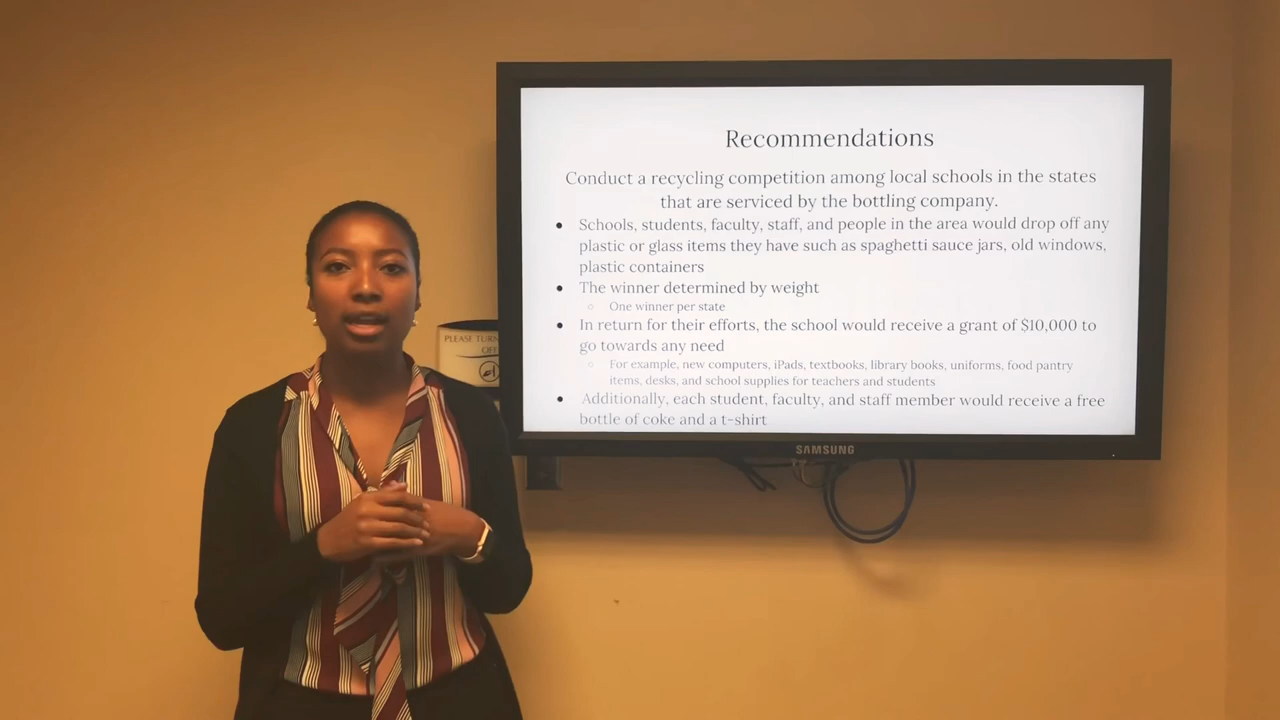 Recommendations
Conduct a recycling competition among local schools in the states
that are serviced by the bottling company.
● Schools, students, faculty, staff, and people in the area would drop off any
plastic or glass items they have such as spaghetti sauce jars, old windows,
plastic containers
● The winner determined by weight
○ One winner per state
● In return for their efforts, the school would receive a grant of $10,000 to
go towards any need
○ For example, new computers, iPads, textbooks, library books, uniforms, food pantry
items, desks, and school supplies for teachers and students
● Additionally, each student, faculty, and staff member would receive a free
bottle of coke and a t-shirt
SAMSUNG
PLEASE TURN
OFF